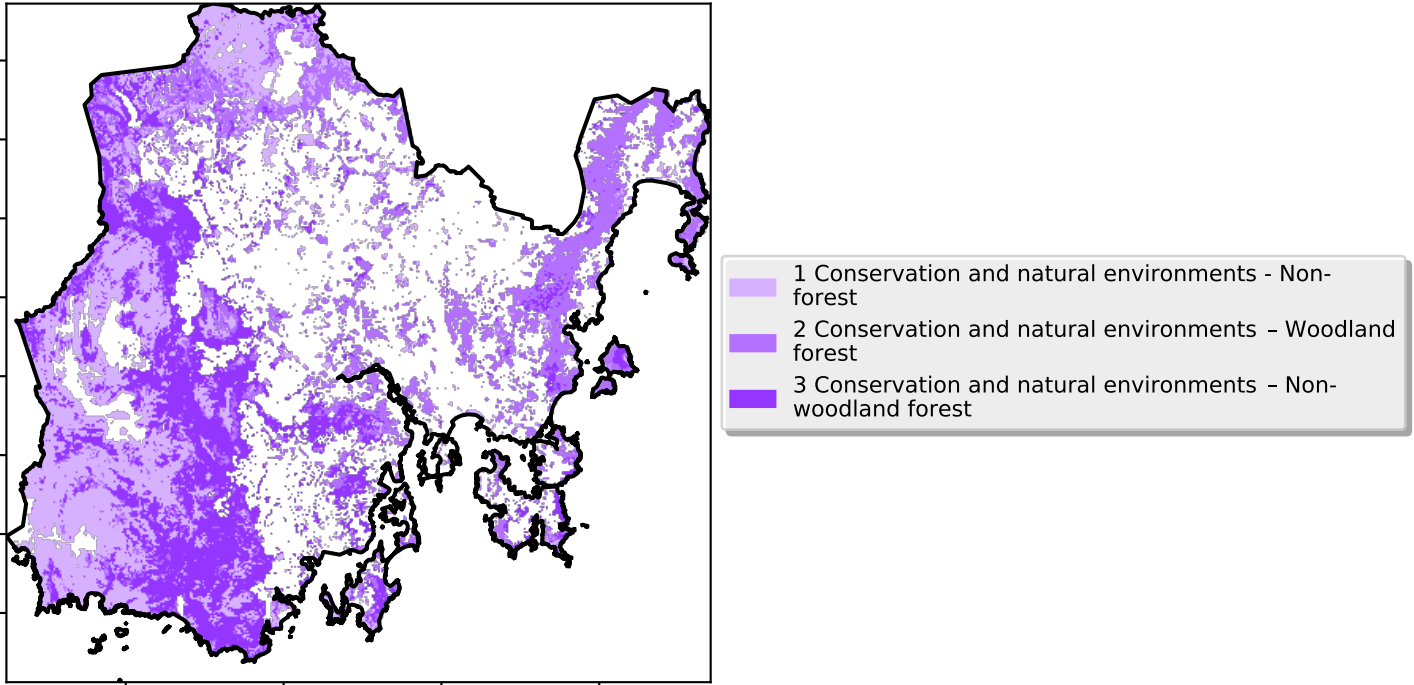 1 Conservation and natural environments - Non-
forest
2 Conservation and natural environments – Woodland
forest
3 Conservation and natural environments – Non-
woodland forest